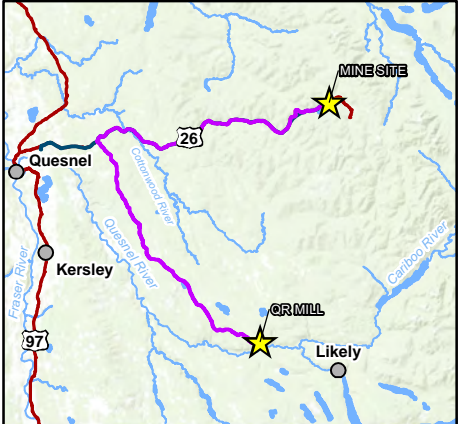 MINE SITE
26
Quesnel
Cottonwood River
Quesnel River
Cariboo River
Fraser River
Kersley
QR MILL
97
Likely